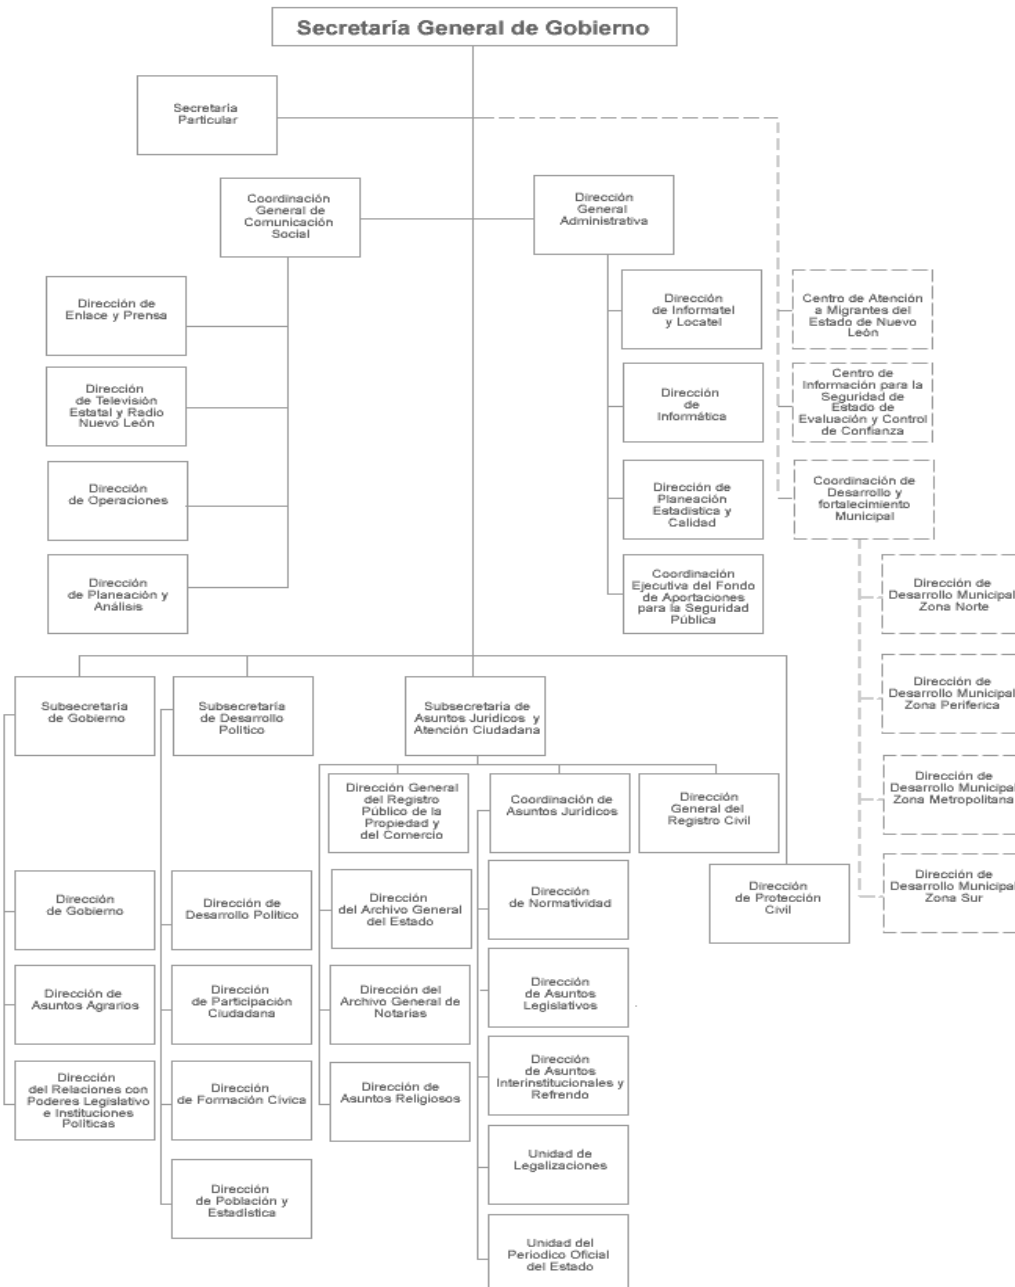 Secretaría General de Gobierno
Secretaría
Particular
Coordinación
General de
Comunicación
Social
Dirección
General
Administrativa
Dirección de
Enlace y Prensa
Dirección
de Informatel
y Locatel
Centro de Atención
a Migrantes del
Estado de Nuevo
León
Dirección
de Televisión
Estatal y Radio
Nuevo León
Dirección
de
Informática
Centro de
Información para la
Seguridad de
Estado de
Evaluación y Control
de Confianza
Dirección
de Operaciones
Dirección de
Planeación
Estadística y
Calidad
Coordinación de
Desarrollo y
fortalecimiento
Municipal
Dirección
de Planeación y
Análisis
Coordinación
Ejecutiva del Fondo
de Aportaciones
para la Seguridad
Pública
Dirección de
Desarrollo Municipal
Zona Norte
Dirección de
Desarrollo Municipal
Zona Periferica
Dirección de
Desarrollo Municipal
Zona Metropolitana
Dirección de
Desarrollo Municipal
Zona Sur
Subsecretaría
de Gobierno
Subsecretaría
de Desarrollo
Político
Subsecretaria de
Asuntos Jurídicos y
Atención Ciudadana
Dirección General
del Registro
Público de la
Propiedad y
del Comercio
Coordinación de
Asuntos Jurídicos
Dirección
General del
Registro Civil
Dirección
de Gobierno
Dirección de
Desarrollo Político
Dirección
del Archivo General
del Estado
Dirección
de Normatividad
Dirección
de Protección
Civil
Dirección de
Asuntos Agrarios
Dirección
de Participación
Ciudadana
Dirección del
Archivo General de
Notarias
Dirección
de Asuntos
Legislativos
Dirección
del Relaciones con
Poderes Legislativo
e Instituciones
Políticas
Dirección
de Formación Cívica
Dirección de
Asuntos Religiosos
Dirección
de Asuntos
Interinstitucionales y
Refrendo
Dirección
de Población y
Estadística
Unidad de
Legalizaciones
Unidad del
Periodico Oficial
del Estado